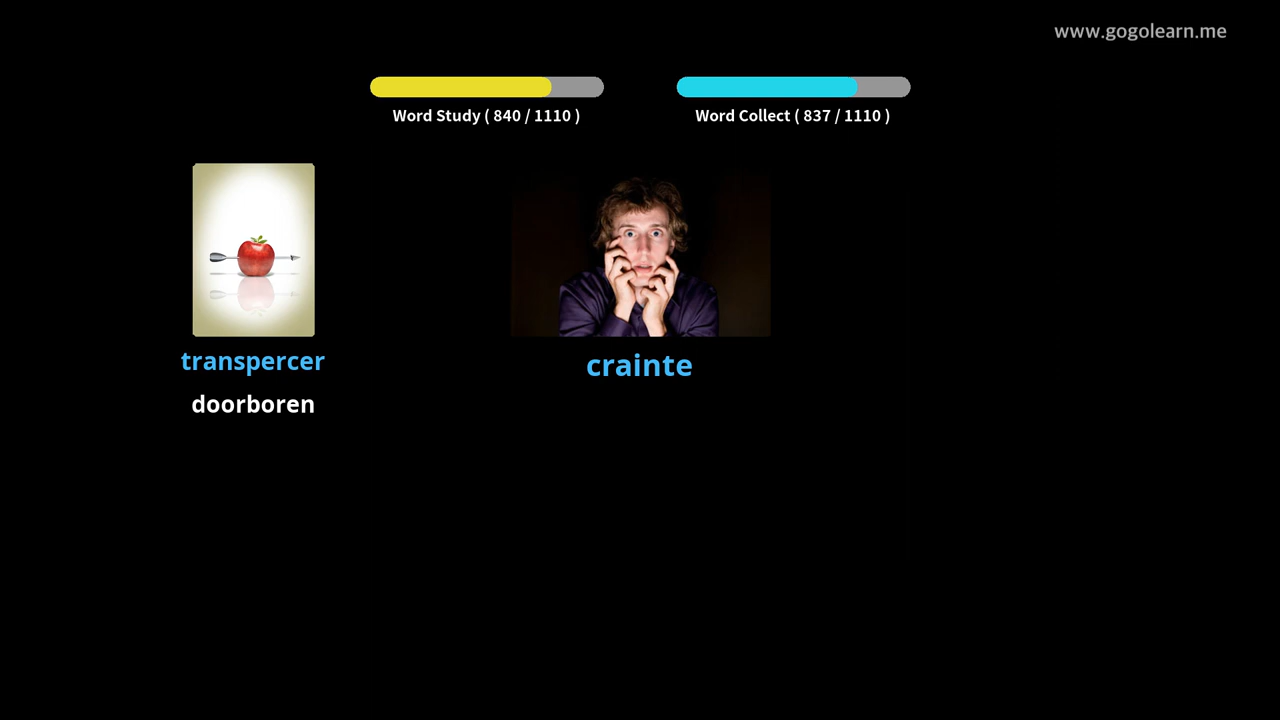 www.gogolearn.me
Word Study ( 840 / 1110 )
Word Collect ( 837 / 1110 )
transpercer
doorboren
crainte